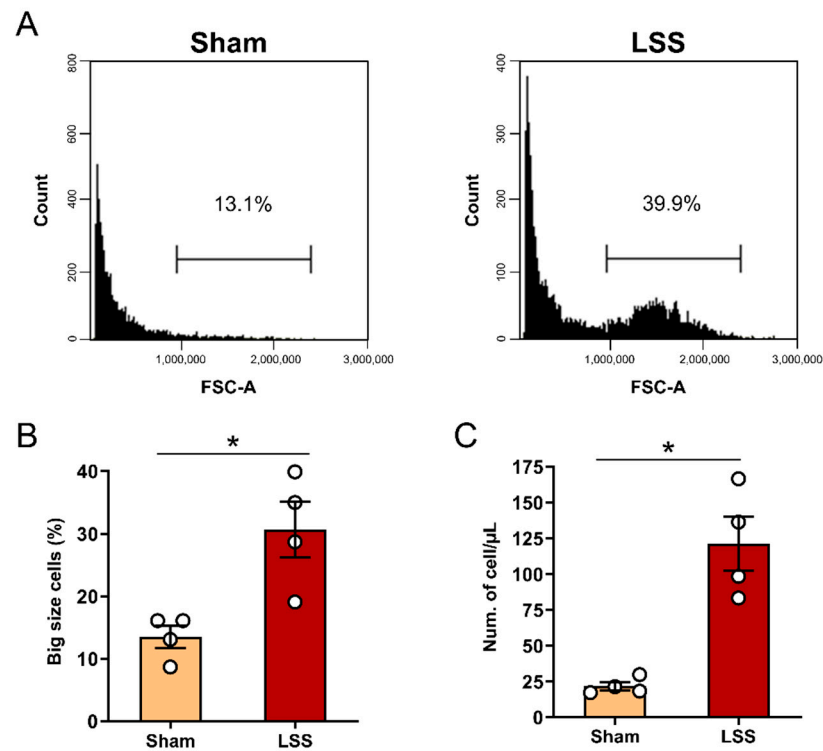 A
Sham
LSS
800
600
400
200
0
Count
13.1%
1,000,000
2,000,000
3,000,000
FSC-A
400
300
200
100
0
Count
39.9%
1,000,000
2,000,000
3,000,000
FSC-A
B
*
40
30
20
10
0
Big size cells (%)
Sham
LSS
C
*
175
150
125
100
75
50
25
0
Num. of cell/μL
Sham
LSS